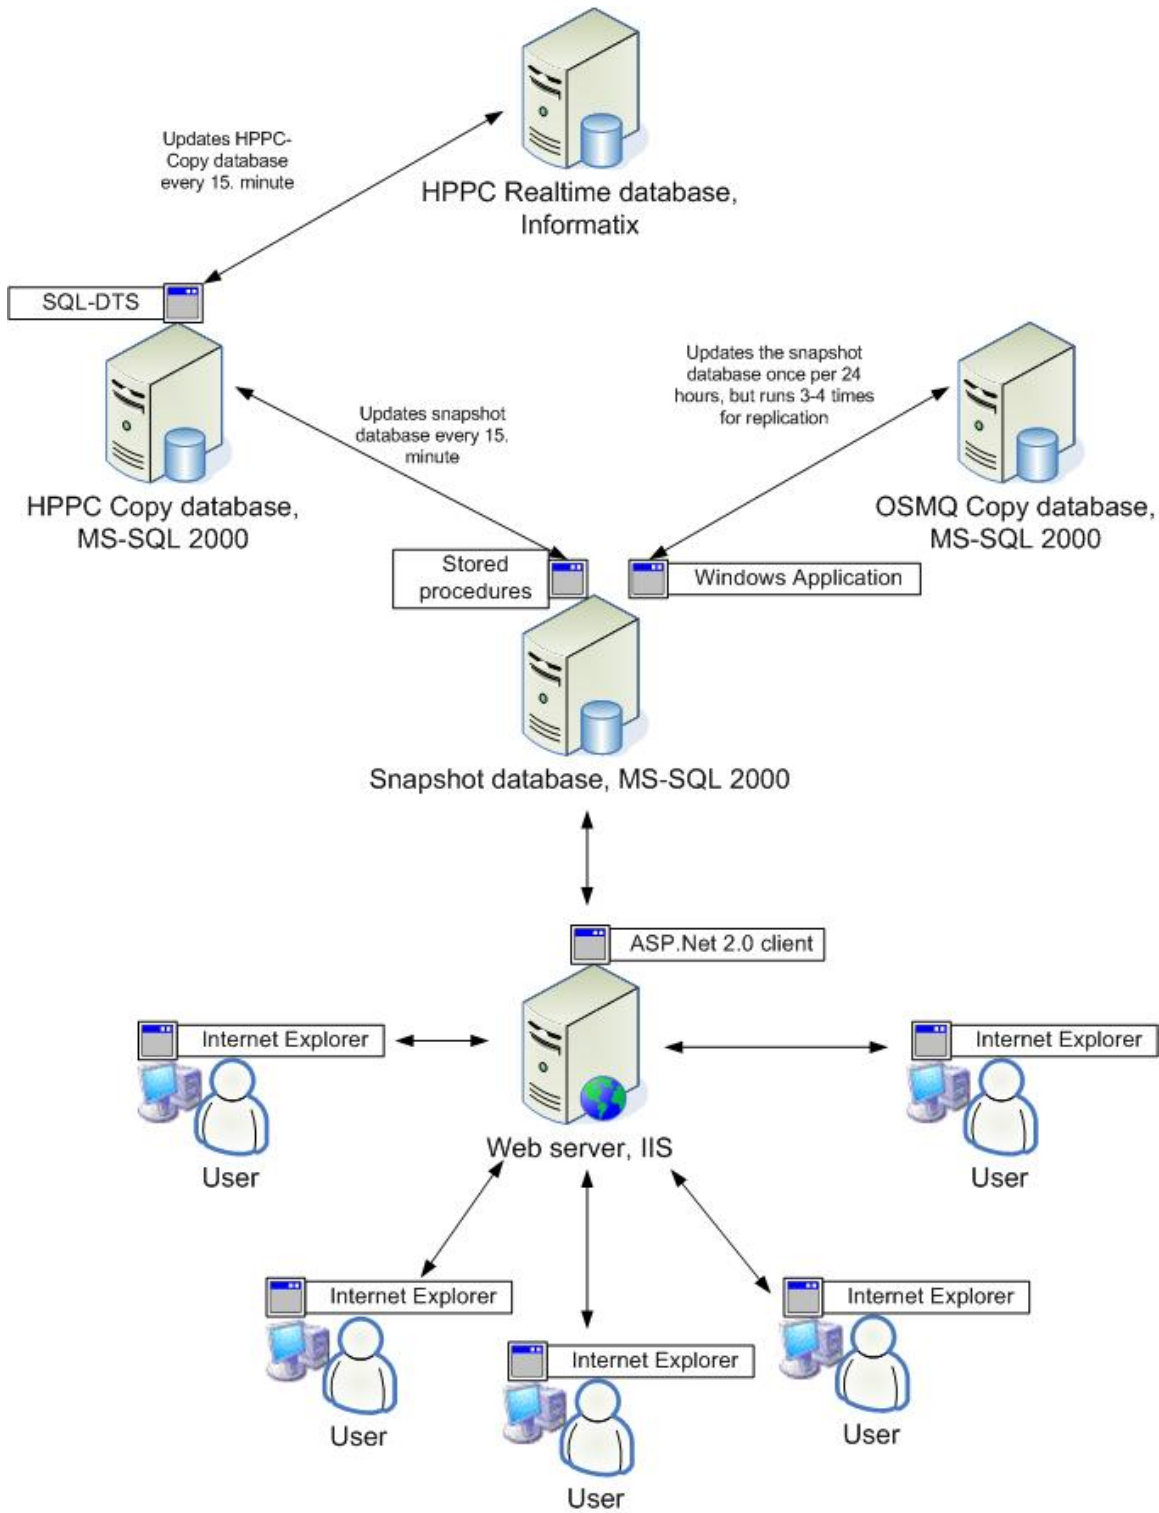 Updates HPPC-
Copy database
every 15. minute
HPPC Realtime database,
Informatix
SQL-DTS
Updates the snapshot
database once per 24
hours, but runs 3-4 times
for replication
Updates snapshot
database every 15.
minute
HPPC Copy database,
MS-SQL 2000
OSMQ Copy database,
MS-SQL 2000
Stored
procedures
Windows Application
Snapshot database, MS-SQL 2000
ASP.Net 2.0 client
Internet Explorer
User
Internet Explorer
User
Web server, IIS
Internet Explorer
User
Internet Explorer
User
Internet Explorer
User